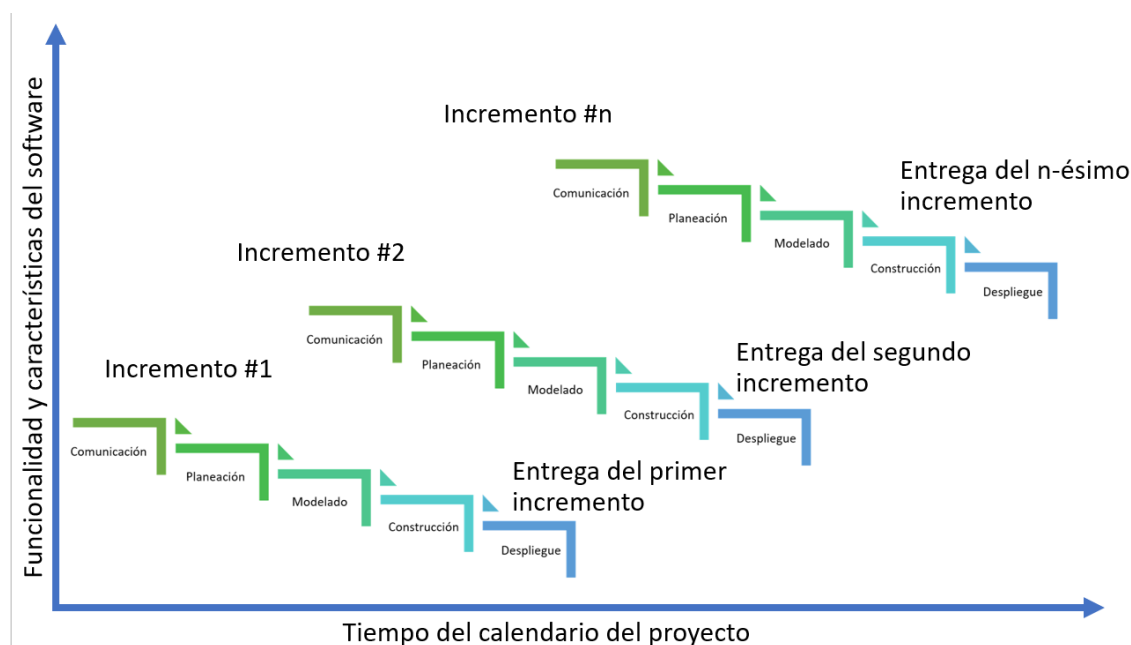 Funcionalidad y características del software
Incremento #n
Comunicación
Planeación
Modelado
Construcción
Despliegue
Entrega del n-ésimo
incremento
Incremento #2
Comunicación
Planeación
Modelado
Construcción
Despliegue
Entrega del segundo
incremento
Incremento #1
Comunicación
Planeación
Modelado
Construcción
Despliegue
Entrega del primer
incremento
Tiempo del calendario del proyecto